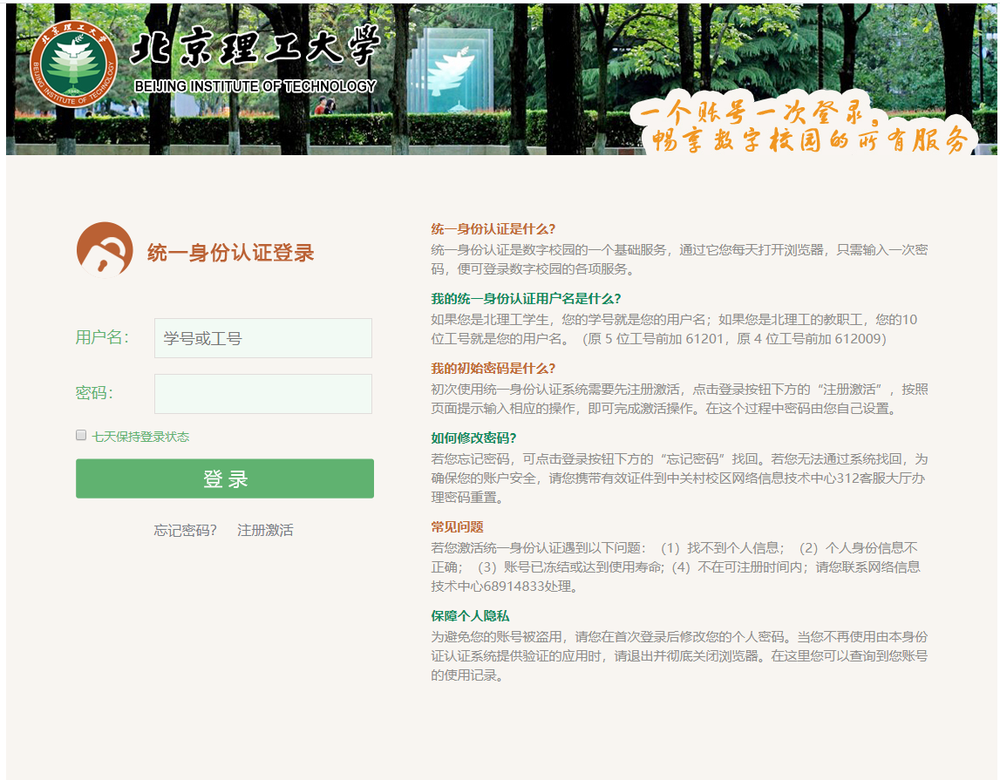 北京理工大学
BEIJING INSTITUTE OF TECHNOLOGY
北京理工大学
BEIJING INSTITUTE OF TECHNOLOGY
1940
一个账号一次登录,
畅享数字校园的所有服务
统一身份认证登录
用户名:
学号或工号
密码:
七天保持登录状态
登 录
忘记密码? 注册激活
统一身份认证是什么?
统一身份认证是数字校园的一个基础服务，通过它您每天打开浏览器，只需输入一次密
码，便可登录数字校园的各项服务。
我的统一身份认证用户名是什么?
如果您是北理工学生，您的学号就是您的用户名；如果您是北理工的教职工，您的10
位工号就是您的用户名。（原 5 位工号前加 61201，原 4 位工号前加 612009）
我的初始密码是什么?
初次使用统一身份认证系统需要先注册激活，点击登录按钮下方的“注册激活”，按照
页面提示输入相应的操作，即可完成激活操作。在这个过程中密码由您自己设置。
如何修改密码?
若您忘记密码，可点击登录按钮下方的“忘记密码”找回。若您无法通过系统找回，为
确保您的账户安全，请您携带有效证件到中关村校区网络信息技术中心312客服大厅办
理密码重置。
常见问题
若您激活统一身份认证遇到以下问题：（1）找不到个人信息；（2）个人身份信息不
正确；（3）账号已冻结或达到使用寿命;（4）不在可注册时间内；请您联系网络信息
技术中心68914833处理。
保障个人隐私
为避免您的账号被盗用，请您在首次登录后修改您的个人密码。当您不再使用由本身份
证认证系统提供验证的应用时，请退出并彻底关闭浏览器。在这里您可以查询到您账号
的使用记录。